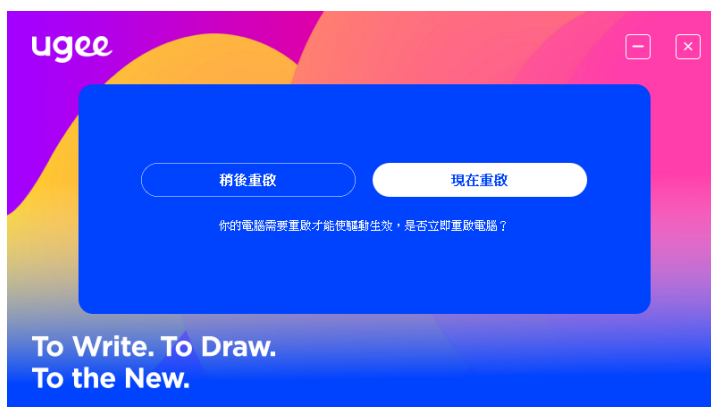 ugee
稍後重啟
現在重啟
你的電腦需要重啟才能使驅動生效，是否立即重啟電腦？
To Write. To Draw.
To the New.